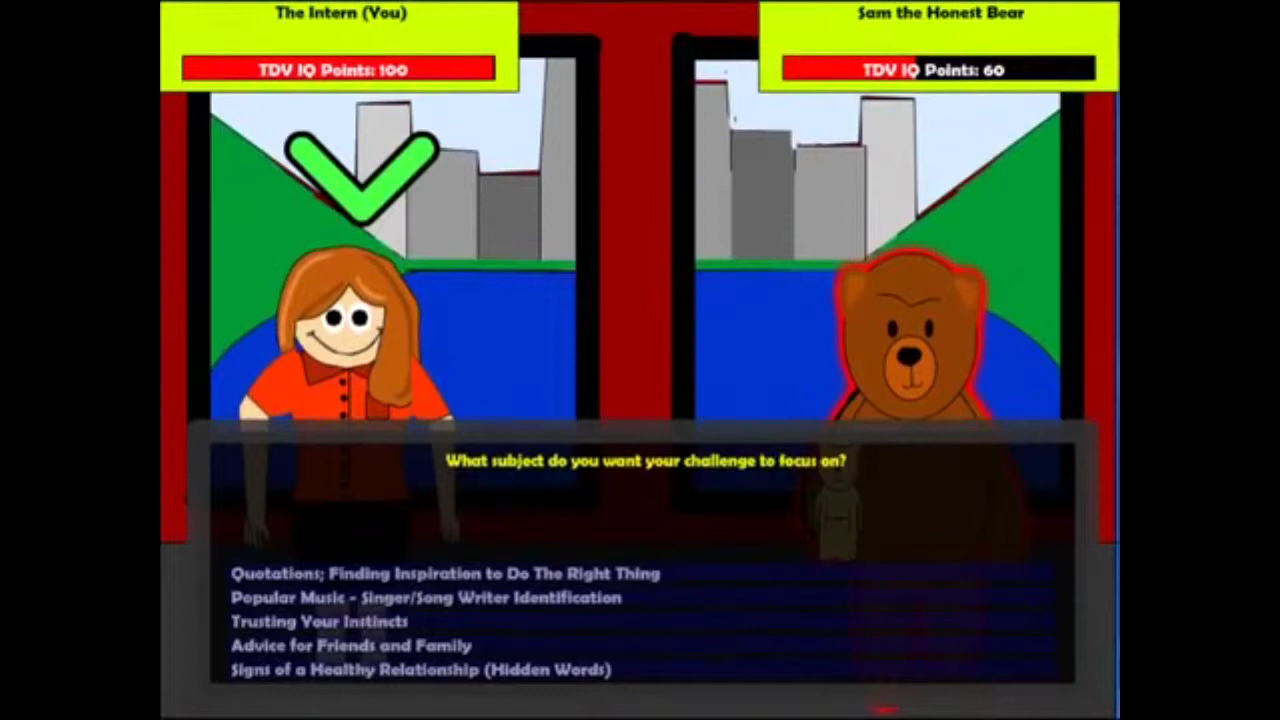 The Intern (You)
TDV IQ Points: 100
Sam the Honest Bear
TDV IQ Points: 60
What subject do you want your challenge to focus on?
Quotations; Finding Inspiration to Do The Right Thing
Popular Music - Singer/Song Writer Identification
Trusting Your Instincts
Advice for Friends and Family
Signs of a Healthy Relationship (Hidden Words)